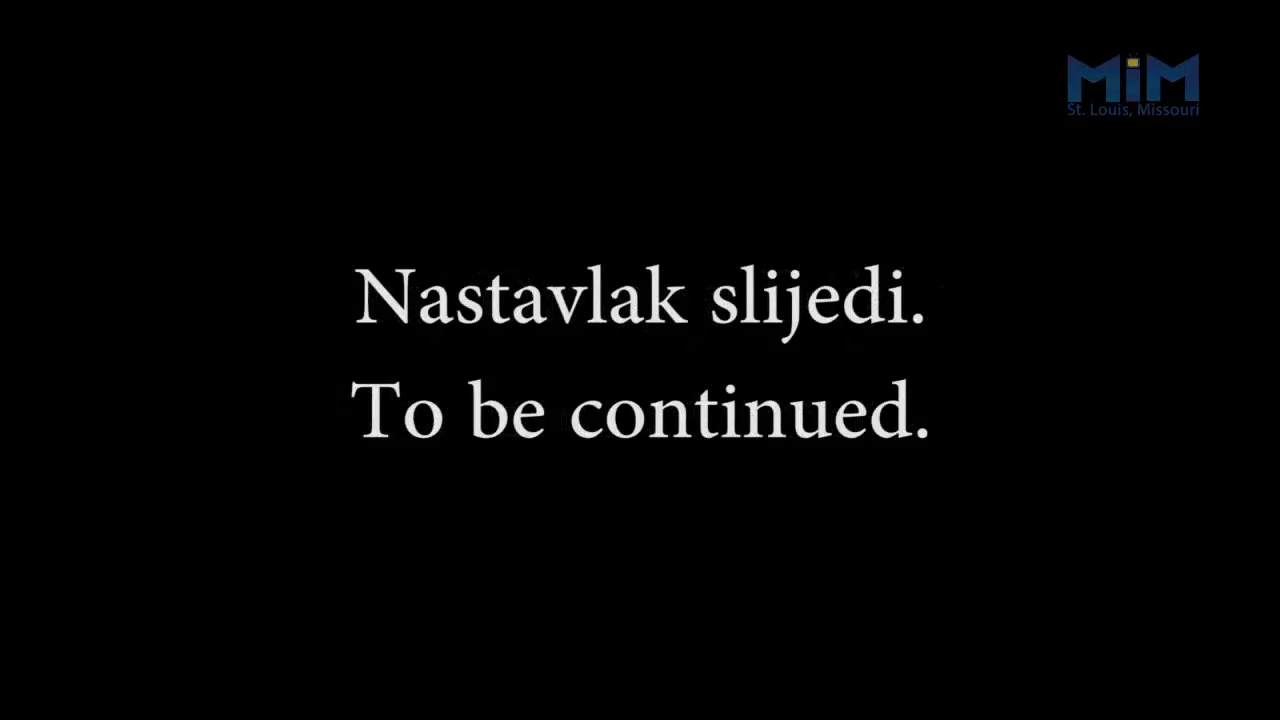 MiM
St. Louis, Missouri
Nastavlak slijedi.
To be continued.